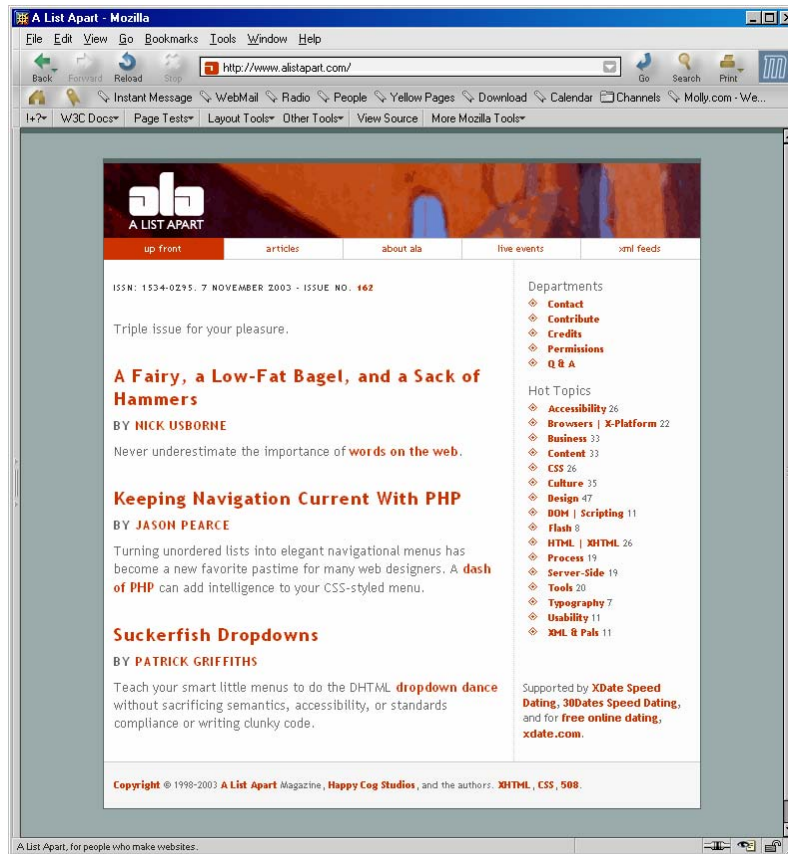 A List Apart - Mozilla
File Edit View Go Bookmarks Tools Window Help
http://www.alistapart.com/
Back Forward Reload Stop Go Search Print
Instant Message WebMail Radio People Yellow Pages Download Calendar Channels Molly.com - We...
!+? W3C Docs Page Tests Layout Tools Other Tools View Source More Mozilla Tools
ala
A LIST APART
up front articles about ala live events xml feeds
ISSN: 1534-0295. 7 NOVEMBER 2003 - ISSUE NO. 162
Triple issue for your pleasure.
A Fairy, a Low-Fat Bagel, and a Sack of
Hammers
BY NICK USBORNE
Never underestimate the importance of words on the web.
Keeping Navigation Current With PHP
BY JASON PEARCE
Turning unordered lists into elegant navigational menus has
become a new favorite pastime for many web designers. A dash
of PHP can add intelligence to your CSS-styled menu.
Suckerfish Dropdowns
BY PATRICK GRIFFITHS
Teach your smart little menus to do the DHTML dropdown dance
without sacrificing semantics, accessibility, or standards
compliance or writing clunky code.
Departments
Contact
Contribute
Credits
Permissions
Q & A
Hot Topics
Accessibility 26
Browsers | X-Platform 22
Business 33
Content 33
CSS 26
Culture 35
Design 47
DOM | Scripting 11
Flash 8
HTML | XHTML 26
Process 19
Server-Side 19
Tools 20
Typography 7
Usability 11
XML & Pals 11
Supported by XDate Speed
Dating, 30Dates Speed Dating,
and for free online dating,
xdate.com.
Copyright © 1998-2003 A List Apart Magazine, Happy Cog Studios, and the authors. XHTML, CSS, 508.
A List Apart, for people who make websites.